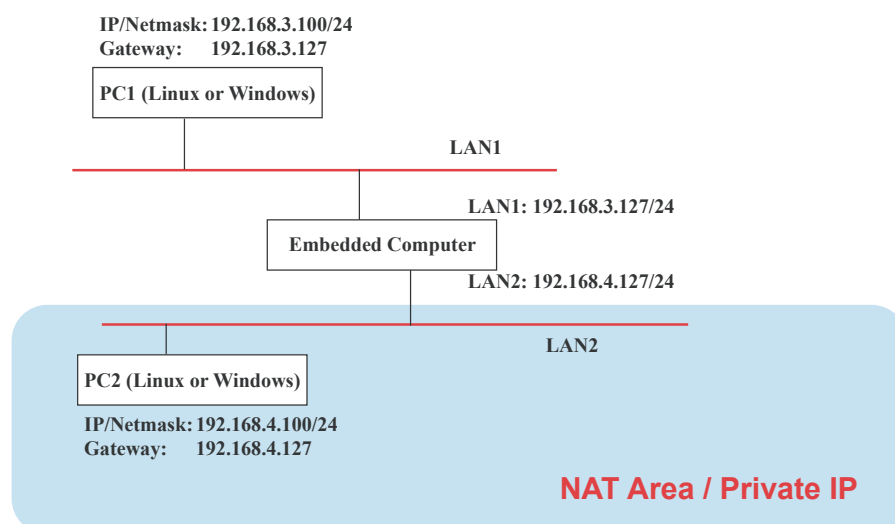 IP/Netmask: 192.168.3.100/24
Gateway: 192.168.3.127
PC1 (Linux or Windows)
LAN1
LAN1: 192.168.3.127/24
Embedded Computer
LAN2: 192.168.4.127/24
LAN2
PC2 (Linux or Windows)
IP/Netmask: 192.168.4.100/24
Gateway: 192.168.4.127
NAT Area / Private IP